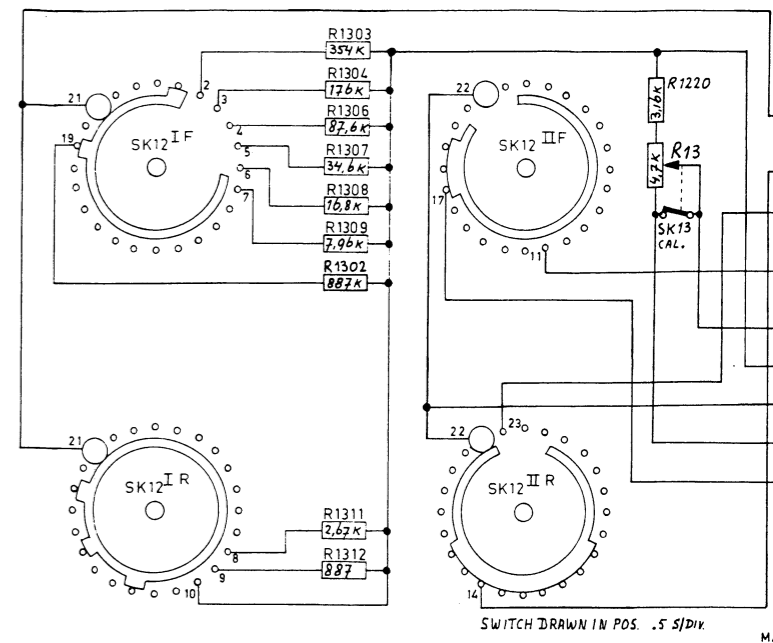 R1303
354K
R1304
176K
R1306
87,6K
R1307
34,6K
R1308
16,8K
R1309
7,96K
R1302
887K
21
2
3
4
5
6
7
19
SK12 I F
22
SK12 II F
17
11
R1220
3,16K
R13
4,7K
SK13
CAL.
21
SK12 I R
8
9
10
R1311
2,67K
R1312
887
22
23
SK12 II R
14
SWITCH DRAWN IN POS. .5 S/DIV.